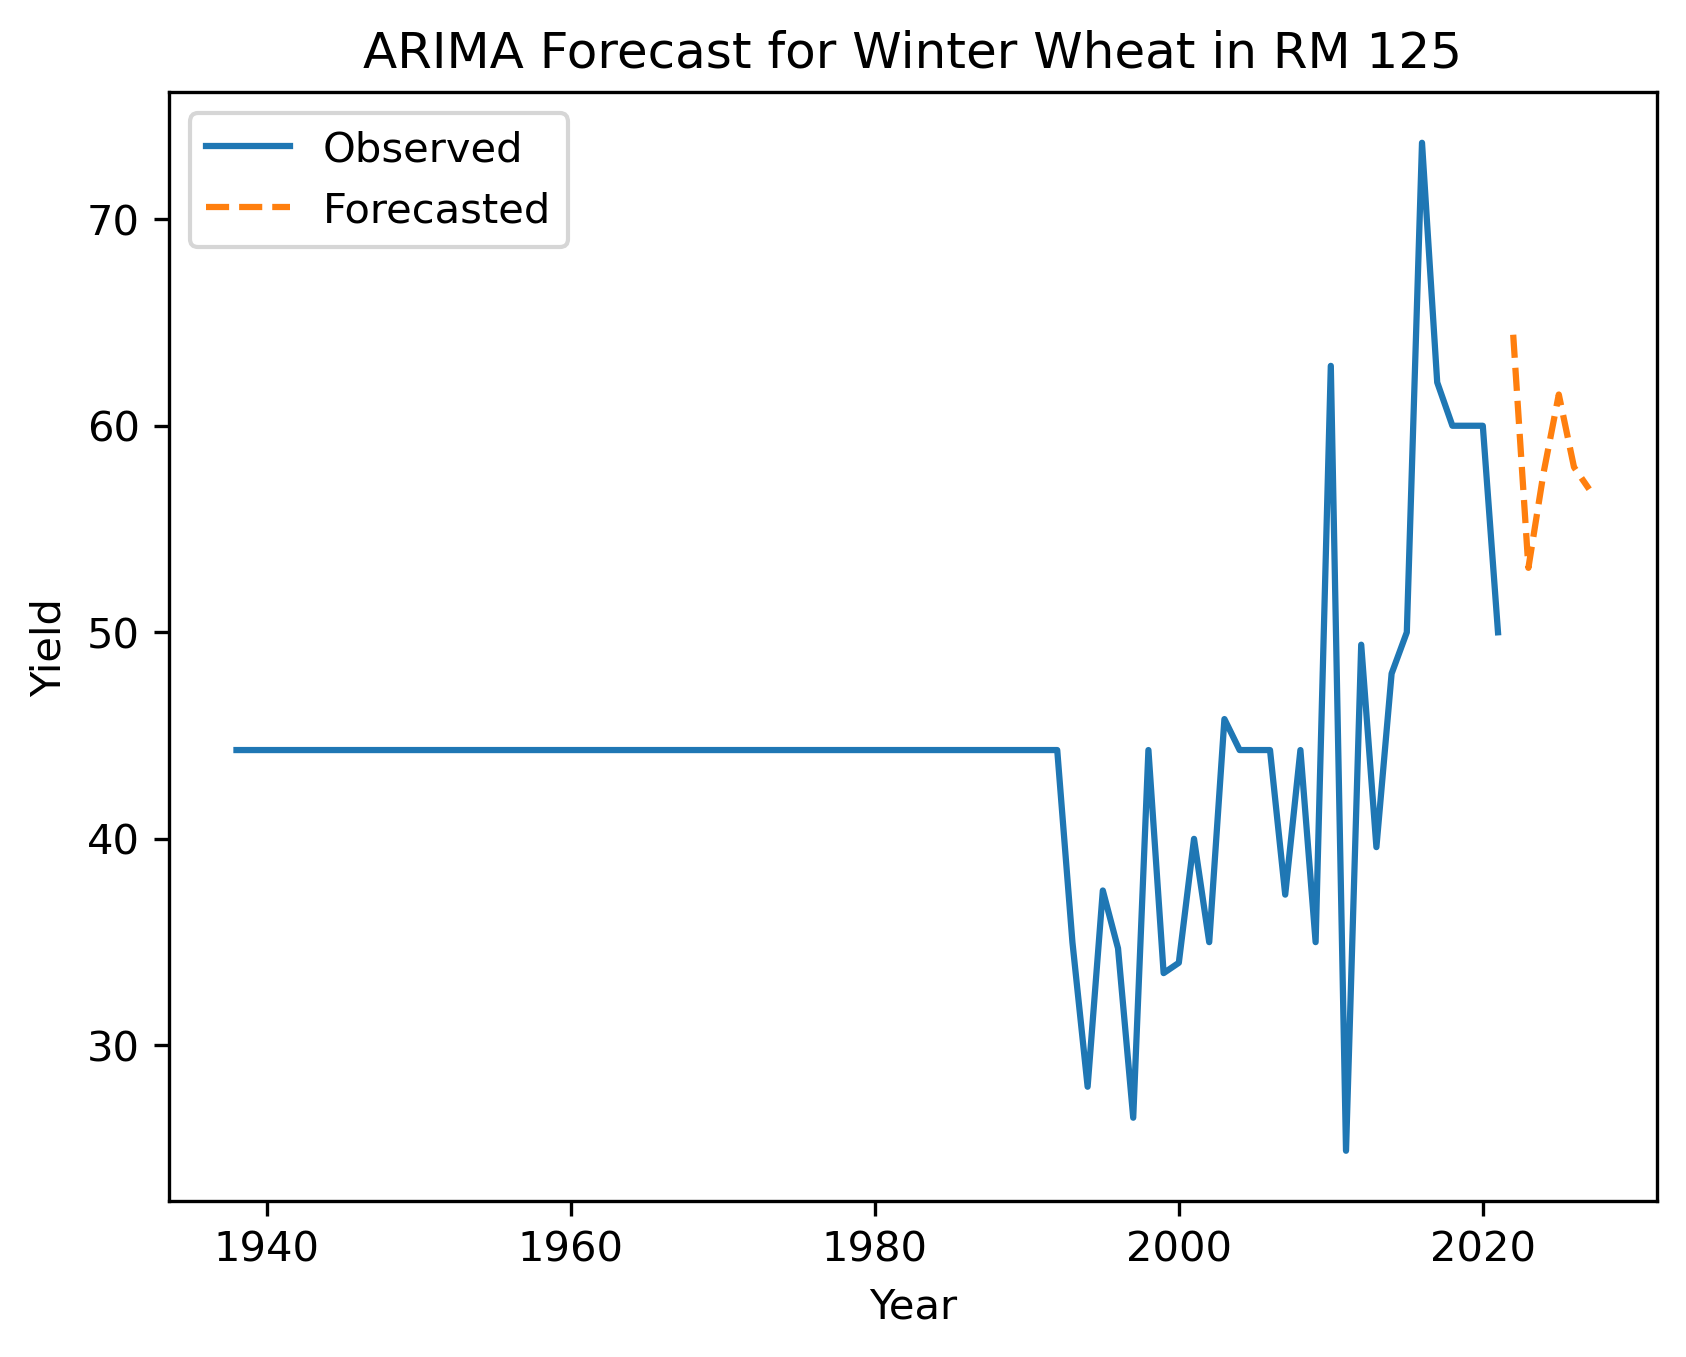 ARIMA Forecast for Winter Wheat in RM 125
Observed
Forecasted
70
60
50
40
30
Yield
1940 1960 1980 2000 2020
Year